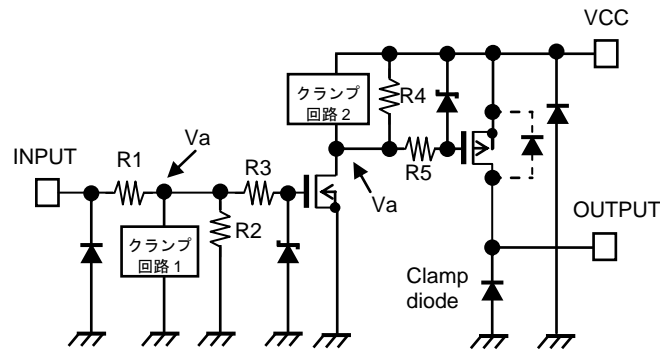 VCC
クランプ
回路2
R4
Va
INPUT
R1
R3
R5
Va
R2
クランプ
回路1
OUTPUT
Clamp
diode